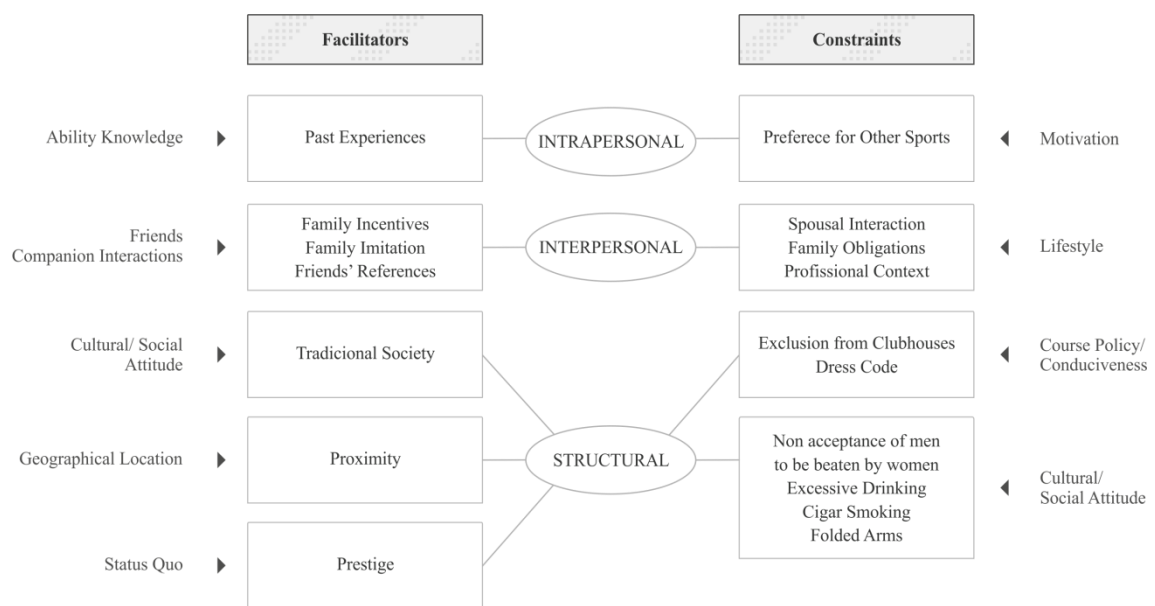 Facilitators
Constraints
Ability Knowledge
Past Experiences
INTRAPERSONAL
Preferece for Other Sports
Motivation
Friends
Companion Interactions
Family Incentives
Family Imitation
Friends’ References
INTERPERSONAL
Spousal Interaction
Family Obligations
Profissional Context
Lifestyle
Cultural/ Social
Attitude
Tradicional Society
Exclusion from Clubhouses
Dress Code
Course Policy/
Conduciveness
Geographical Location
Proximity
STRUCTURAL
Non acceptance of men
to be beaten by women
Excessive Drinking
Cigar Smoking
Folded Arms
Cultural/
Social Attitude
Status Quo
Prestige